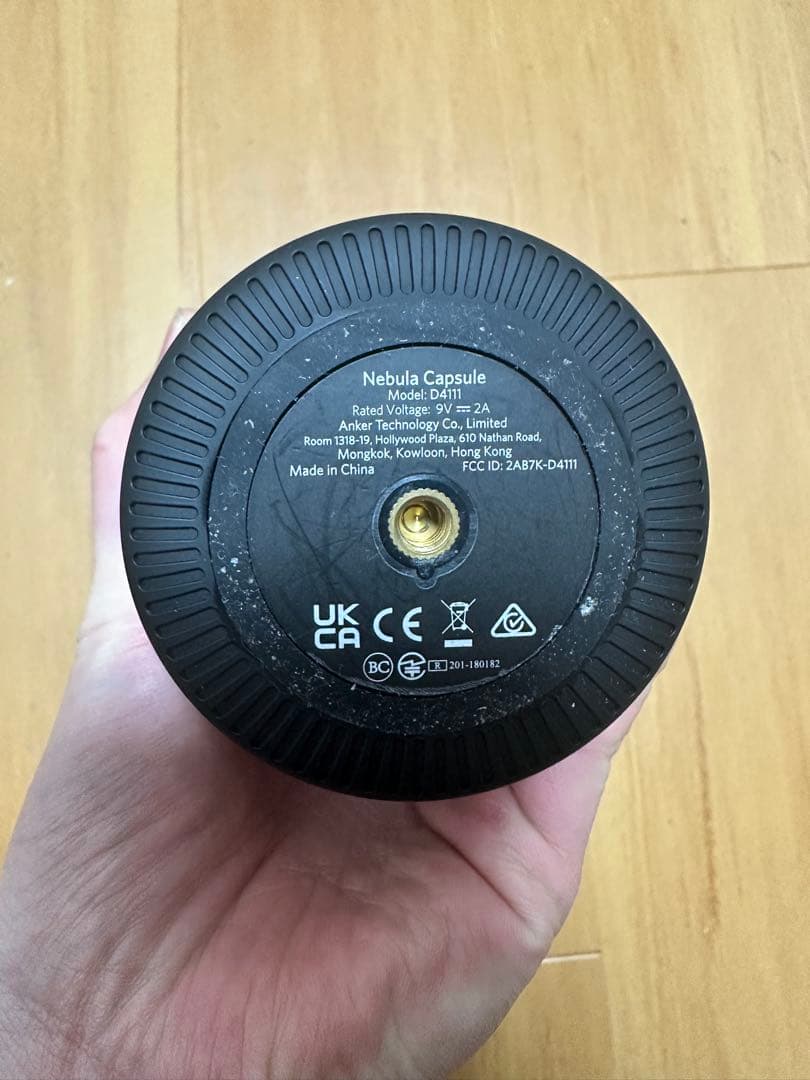 Nebula Capsule
Model: D4111
Rated Voltage: 9V ⎓ 2A
Anker Technology Co., Limited
Room 1318-19, Hollywood Plaza, 610 Nathan Road,
Mongkok, Kowloon, Hong Kong
Made in China FCC ID: 2AB7K-D4111
UK
CA CE
BC R 201-180182